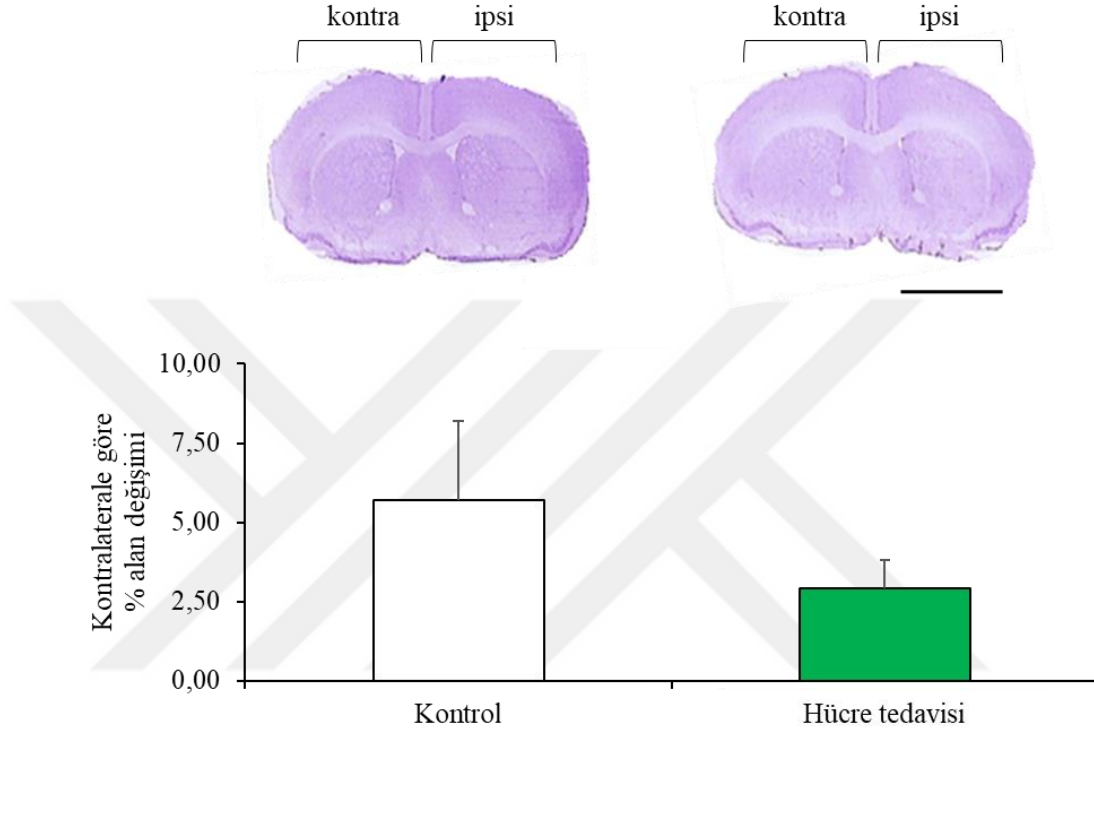 kontra ipsi kontra ipsi
10,00
7,50
5,00
2,50
0,00
Kontralaterale göre
% alan değişimi
Kontrol Hücre tedavisi